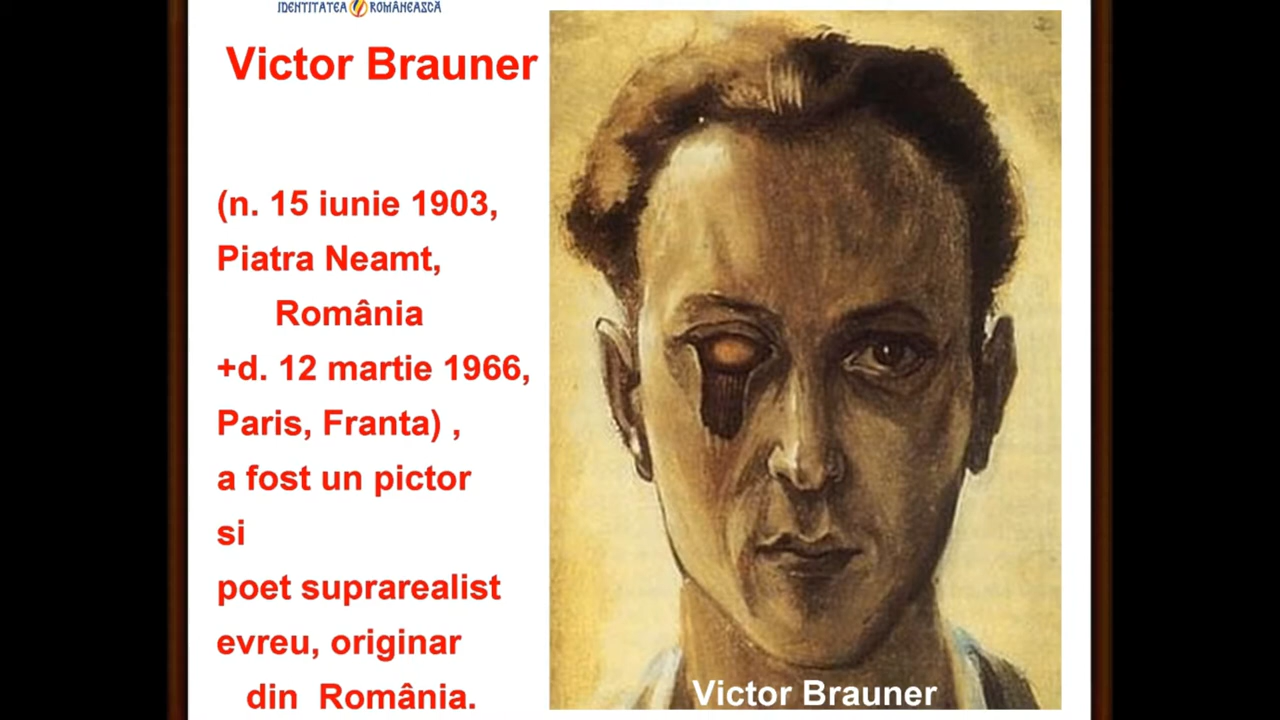 IDENTITATEA ROMÂNEASCĂ
Victor Brauner
(n. 15 iunie 1903,
Piatra Neamt,
România
+d. 12 martie 1966,
Paris, Franta) ,
a fost un pictor
si
poet suprarealist
evreu, originar
din România.
Victor Brauner